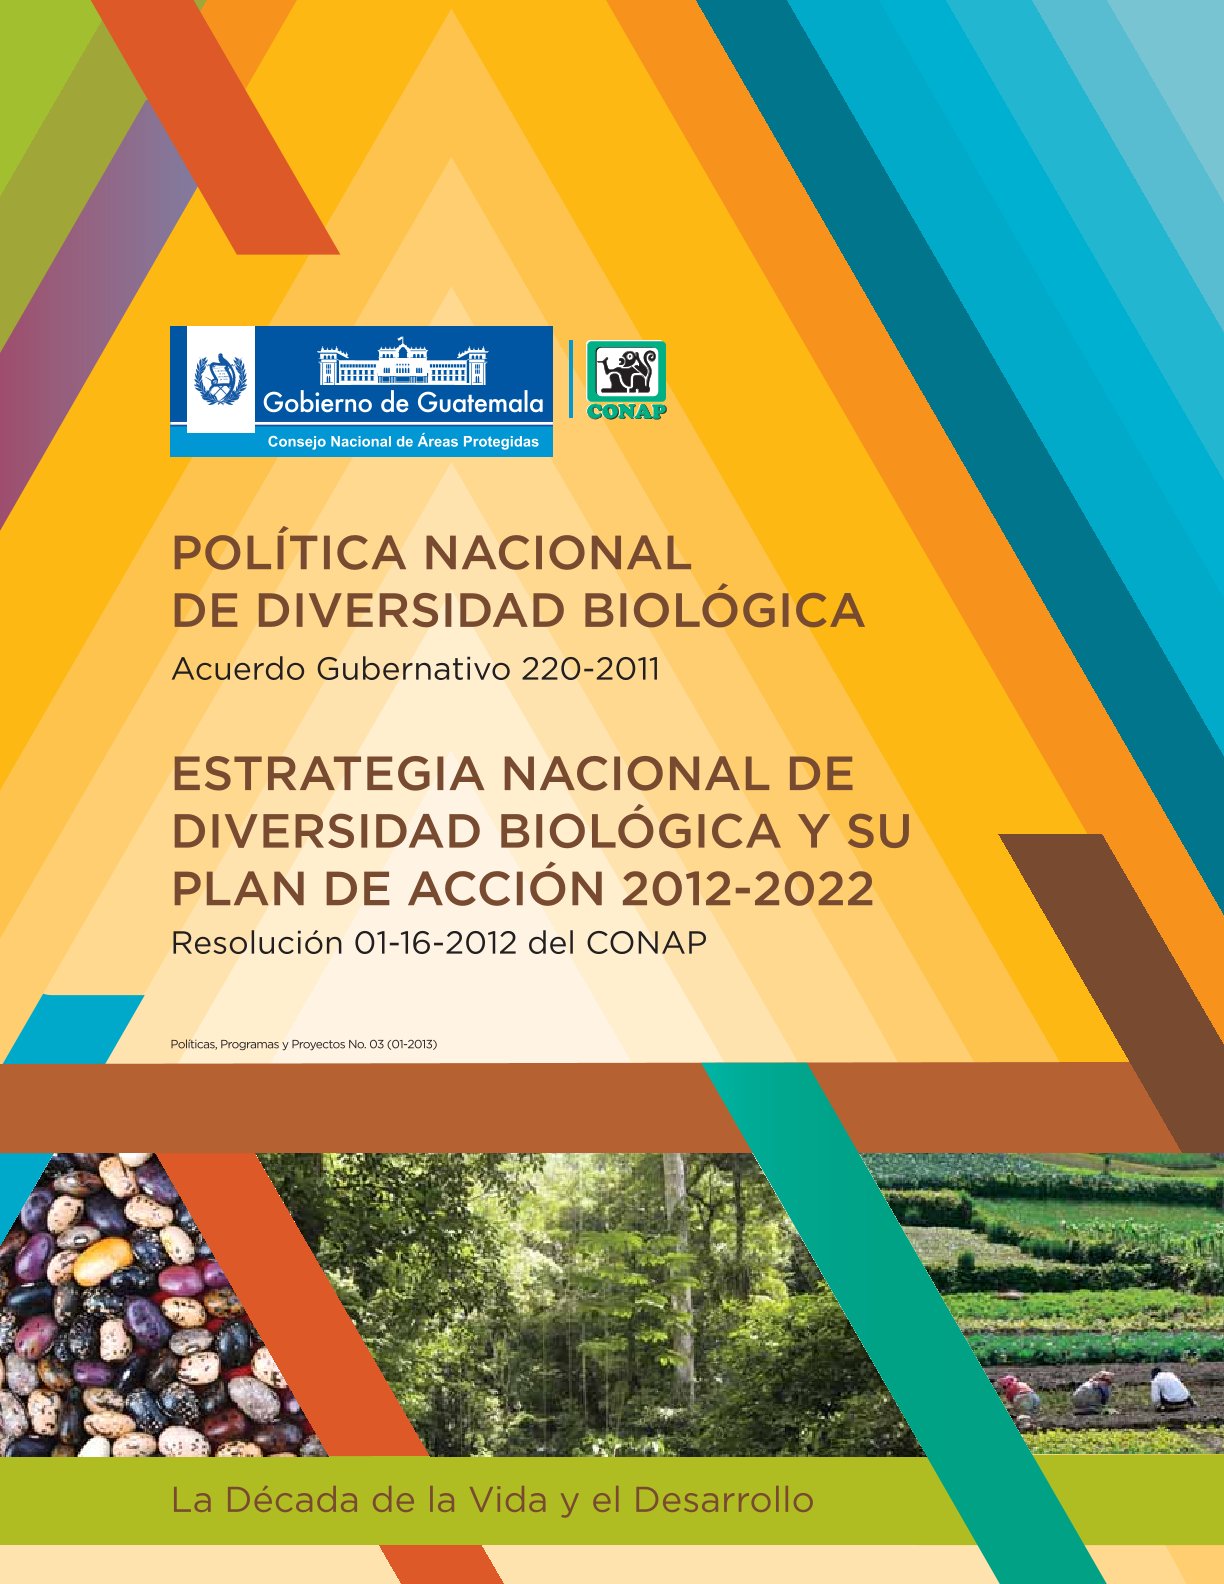 Gobierno de Guatemala
Consejo Nacional de Áreas Protegidas
CONAP
POLÍTICA NACIONAL
DE DIVERSIDAD BIOLÓGICA
Acuerdo Gubernativo 220-2011
ESTRATEGIA NACIONAL DE
DIVERSIDAD BIOLÓGICA Y SU
PLAN DE ACCIÓN 2012-2022
Resolución 01-16-2012 del CONAP
Políticas, Programas y Proyectos No. 03 (01-2013)
La Década de la Vida y el Desarrollo